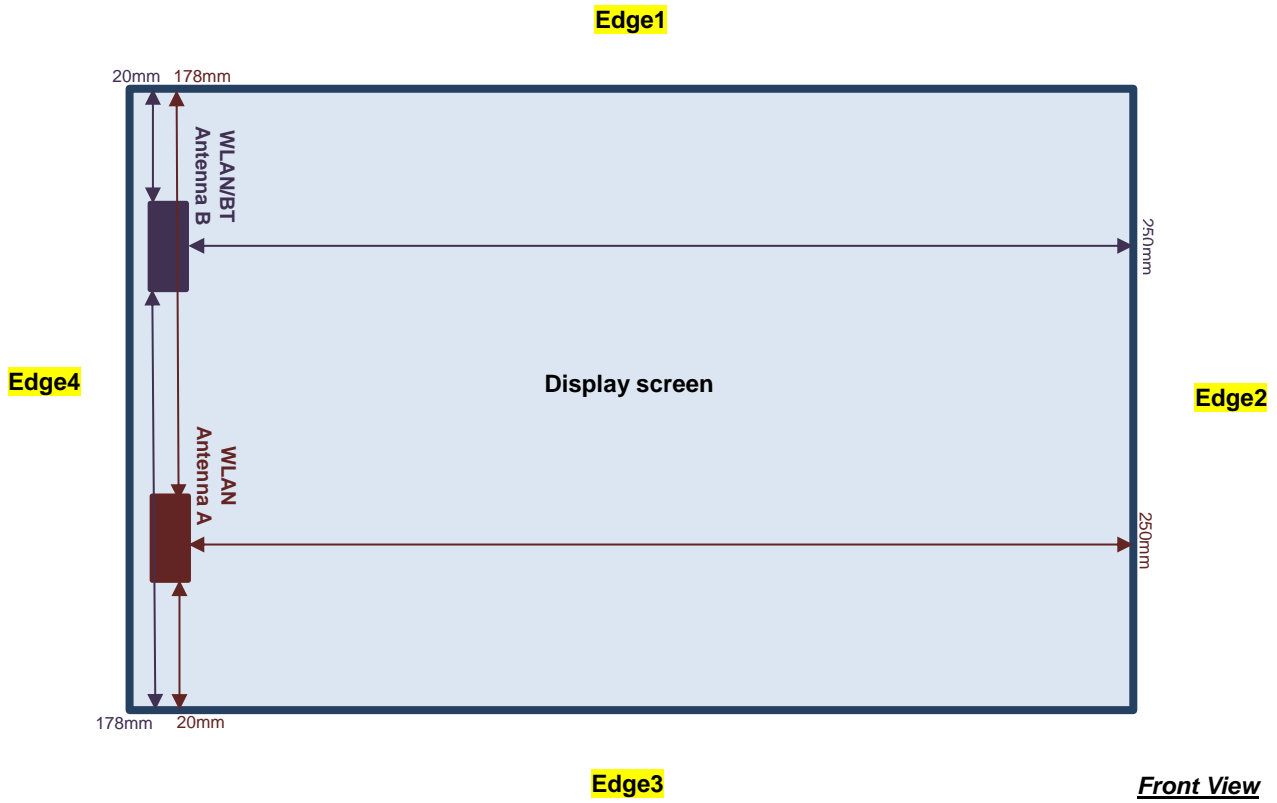 Edge1
20mm 178mm
WLAN/BT
Antenna B
250mm
Edge4
Display screen
Edge2
WLAN
Antenna A
250mm
178mm 20mm
Edge3
Front View